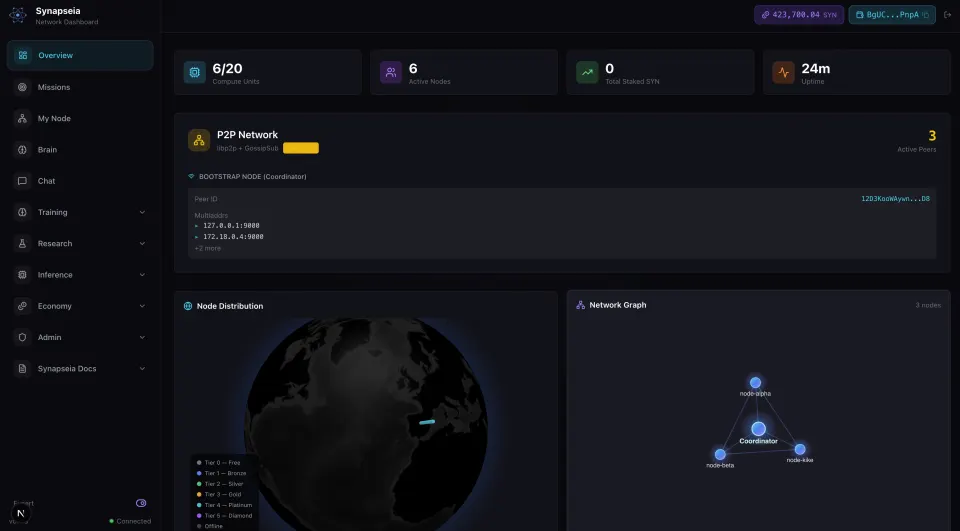 Synapseia
Network Dashboard
423,700.04 SYN
BgUC...PnpA
Overview
Missions
My Node
Brain
Chat
Training
Research
Inference
Economy
Admin
Synapseia Docs
Connected
6/20
Compute Units
6
Active Nodes
0
Total Staked SYN
24m
Uptime
P2P Network
libp2p + GossipSub
3
Active Peers
BOOTSTRAP NODE (Coordinator)
Peer ID
12D3KooWAywn...D8
Multiaddrs
127.0.0.1:9000
172.18.0.4:9000
+2 more
Node Distribution
Tier 0 — Free
Tier 1 — Bronze
Tier 2 — Silver
Tier 3 — Gold
Tier 4 — Platinum
Tier 5 — Diamond
Offline
Network Graph
3 nodes
node-alpha
Coordinator
node-beta
node-kike
N